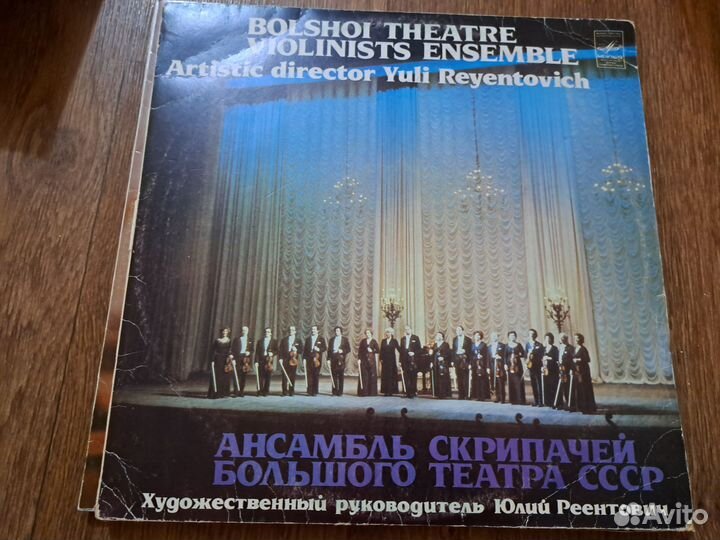 BOLSHOI THEATRE
VIOLINISTS ENSEMBLE
Artistic director Yuli Reyentovich
АНСАМБЛЬ СКРИПАЧЕЙ
БОЛЬШОГО ТЕАТРА СССР
Художественный руководитель Юлий Реентович
Avito